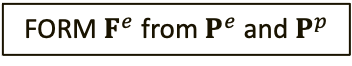 FORM 𝐅ᵉ from 𝐏ᵉ and 𝐏ᵖ